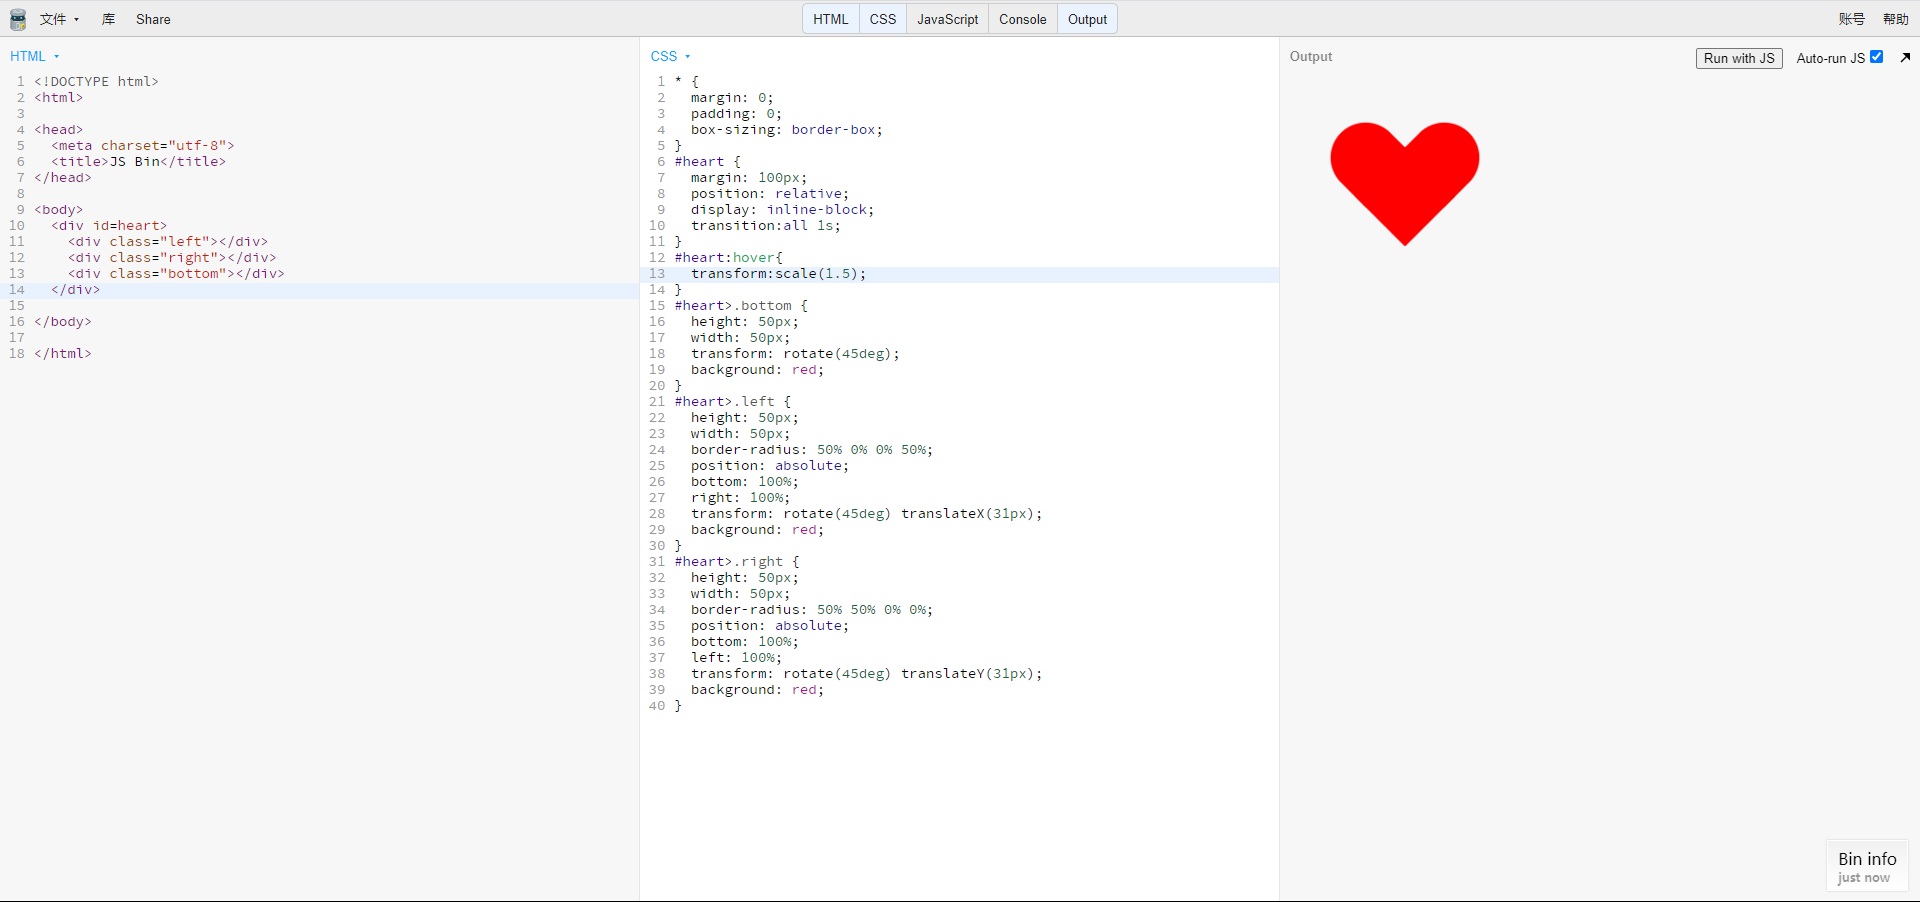 文件 库 Share HTML CSS JavaScript Console Output 账号 帮助
HTML
1 <!DOCTYPE html>
2 <html>
3
4 <head>
5   <meta charset="utf-8">
6   <title>JS Bin</title>
7 </head>
8
9 <body>
10   <div id=heart>
11     <div class="left"></div>
12     <div class="right"></div>
13     <div class="bottom"></div>
14   </div>
15
16 </body>
17
18 </html>
CSS
1 * {
2   margin: 0;
3   padding: 0;
4   box-sizing: border-box;
5 }
6 #heart {
7   margin: 100px;
8   position: relative;
9   display: inline-block;
10   transition:all 1s;
11 }
12 #heart:hover{
13   transform:scale(1.5);
14 }
15 #heart>.bottom {
16   height: 50px;
17   width: 50px;
18   transform: rotate(45deg);
19   background: red;
20 }
21 #heart>.left {
22   height: 50px;
23   width: 50px;
24   border-radius: 50% 0% 0% 50%;
25   position: absolute;
26   bottom: 100%;
27   right: 100%;
28   transform: rotate(45deg) translateX(31px);
29   background: red;
30 }
31 #heart>.right {
32   height: 50px;
33   width: 50px;
34   border-radius: 50% 50% 0% 0%;
35   position: absolute;
36   bottom: 100%;
37   left: 100%;
38   transform: rotate(45deg) translateY(31px);
39   background: red;
40 }
Output Run with JS Auto-run JS
Bin info
just now